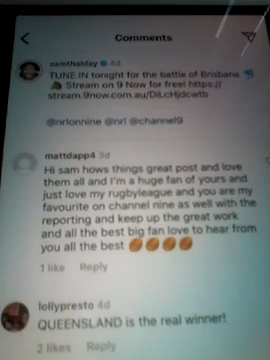 Comments
samthaiday 4d
TUNE IN tonight for the battle of Brisbane
Stream on 9 Now for free! https://
stream.9now.com.au/DiLcHjdcwtb
@nrlonnine @nrl @channel9
mattdapp4 3d
Hi sam hows things great post and love
them all and I'm a huge fan of yours and
just love my rugbyleague and you are my
favourite on channel nine as well with the
reporting and keep up the great work
and all the best big fan love to hear from
you all the best 🏉🏉🏉🏉
1 like Reply
lollypresto 4d
QUEENSLAND is the real winner!
2 likes Reply